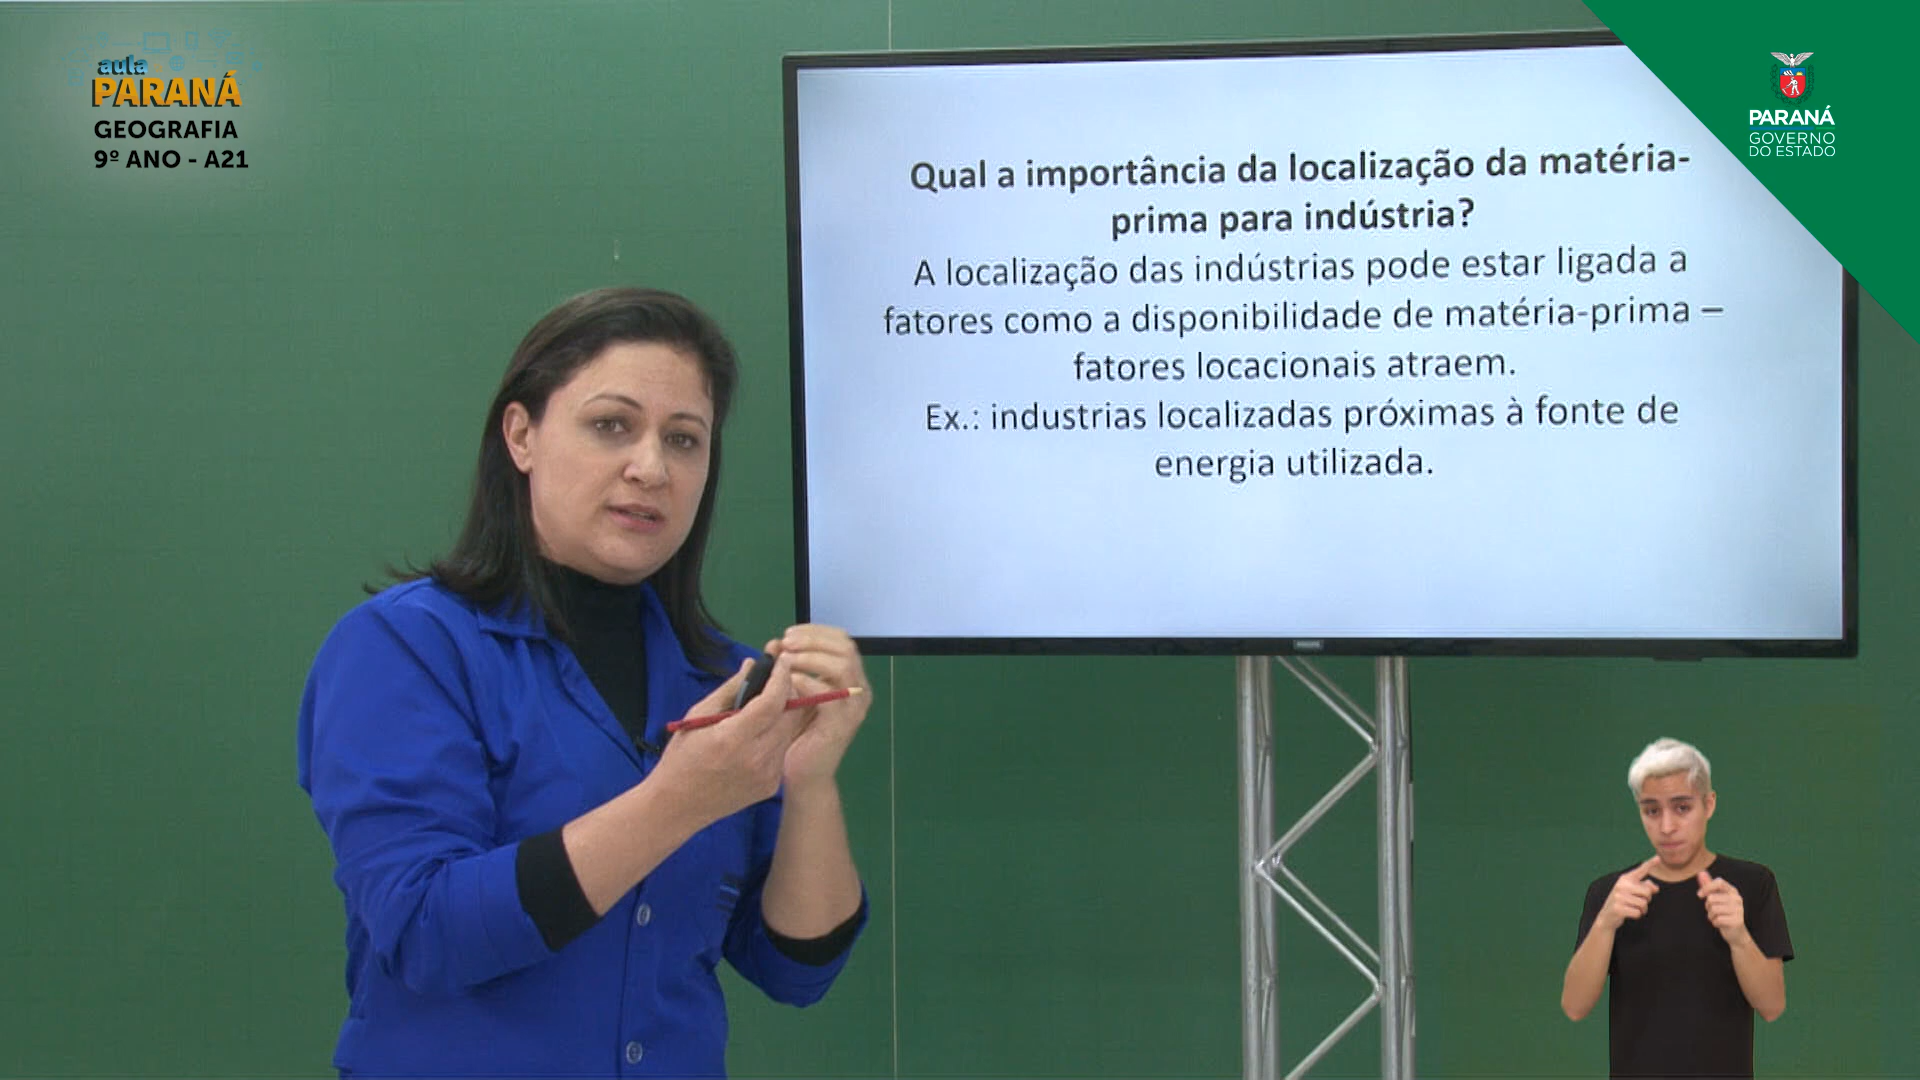 aula
PARANÁ
GEOGRAFIA
9º ANO - A21
PARANÁ
GOVERNO
DO ESTADO
Qual a importância da localização da matéria-
prima para indústria?
A localização das indústrias pode estar ligada a
fatores como a disponibilidade de matéria-prima –
fatores locacionais atraem.
Ex.: industrias localizadas próximas à fonte de
energia utilizada.